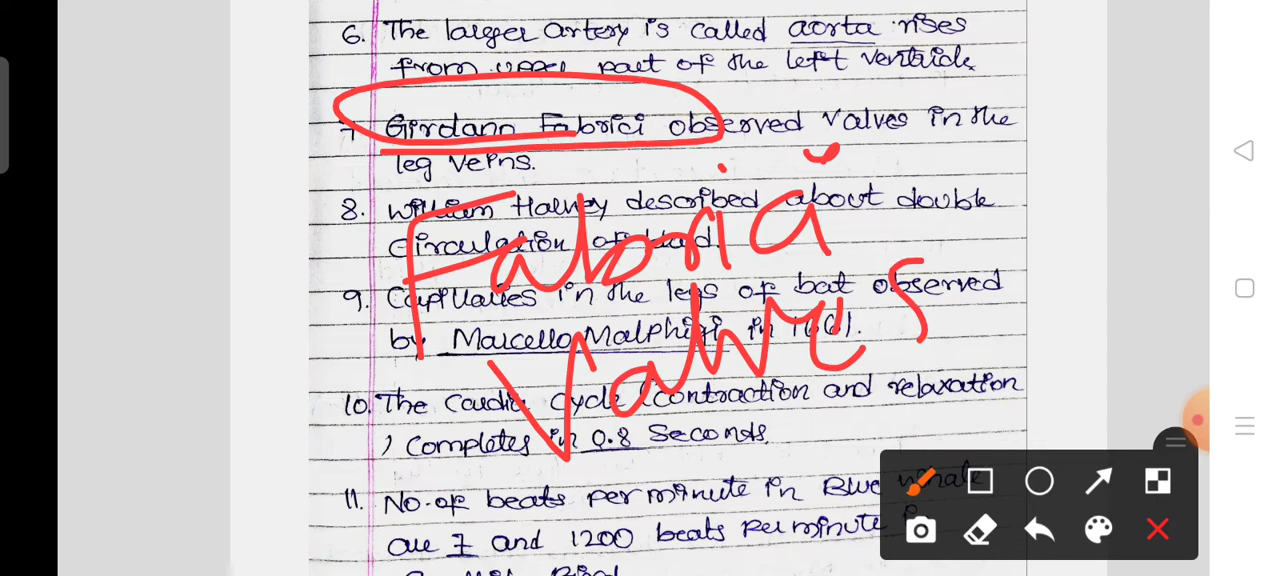 6. The larger artery is called aorta rises
from upper part of the left ventricle.
7 Girdann Fabrici observed valves in the
leg veins.
8. William Harvey described about double
circulation of blood.
9. Capillaries in the legs of bat observed
by Marcello Malphigi in 1661.
10. The Cardiac cycle (contraction and relaxation
) completes in 0.8 seconds.
11. No. of beats per minute in Blue whale
are 7 and 1200 beats per minute
Fabrici
Valves